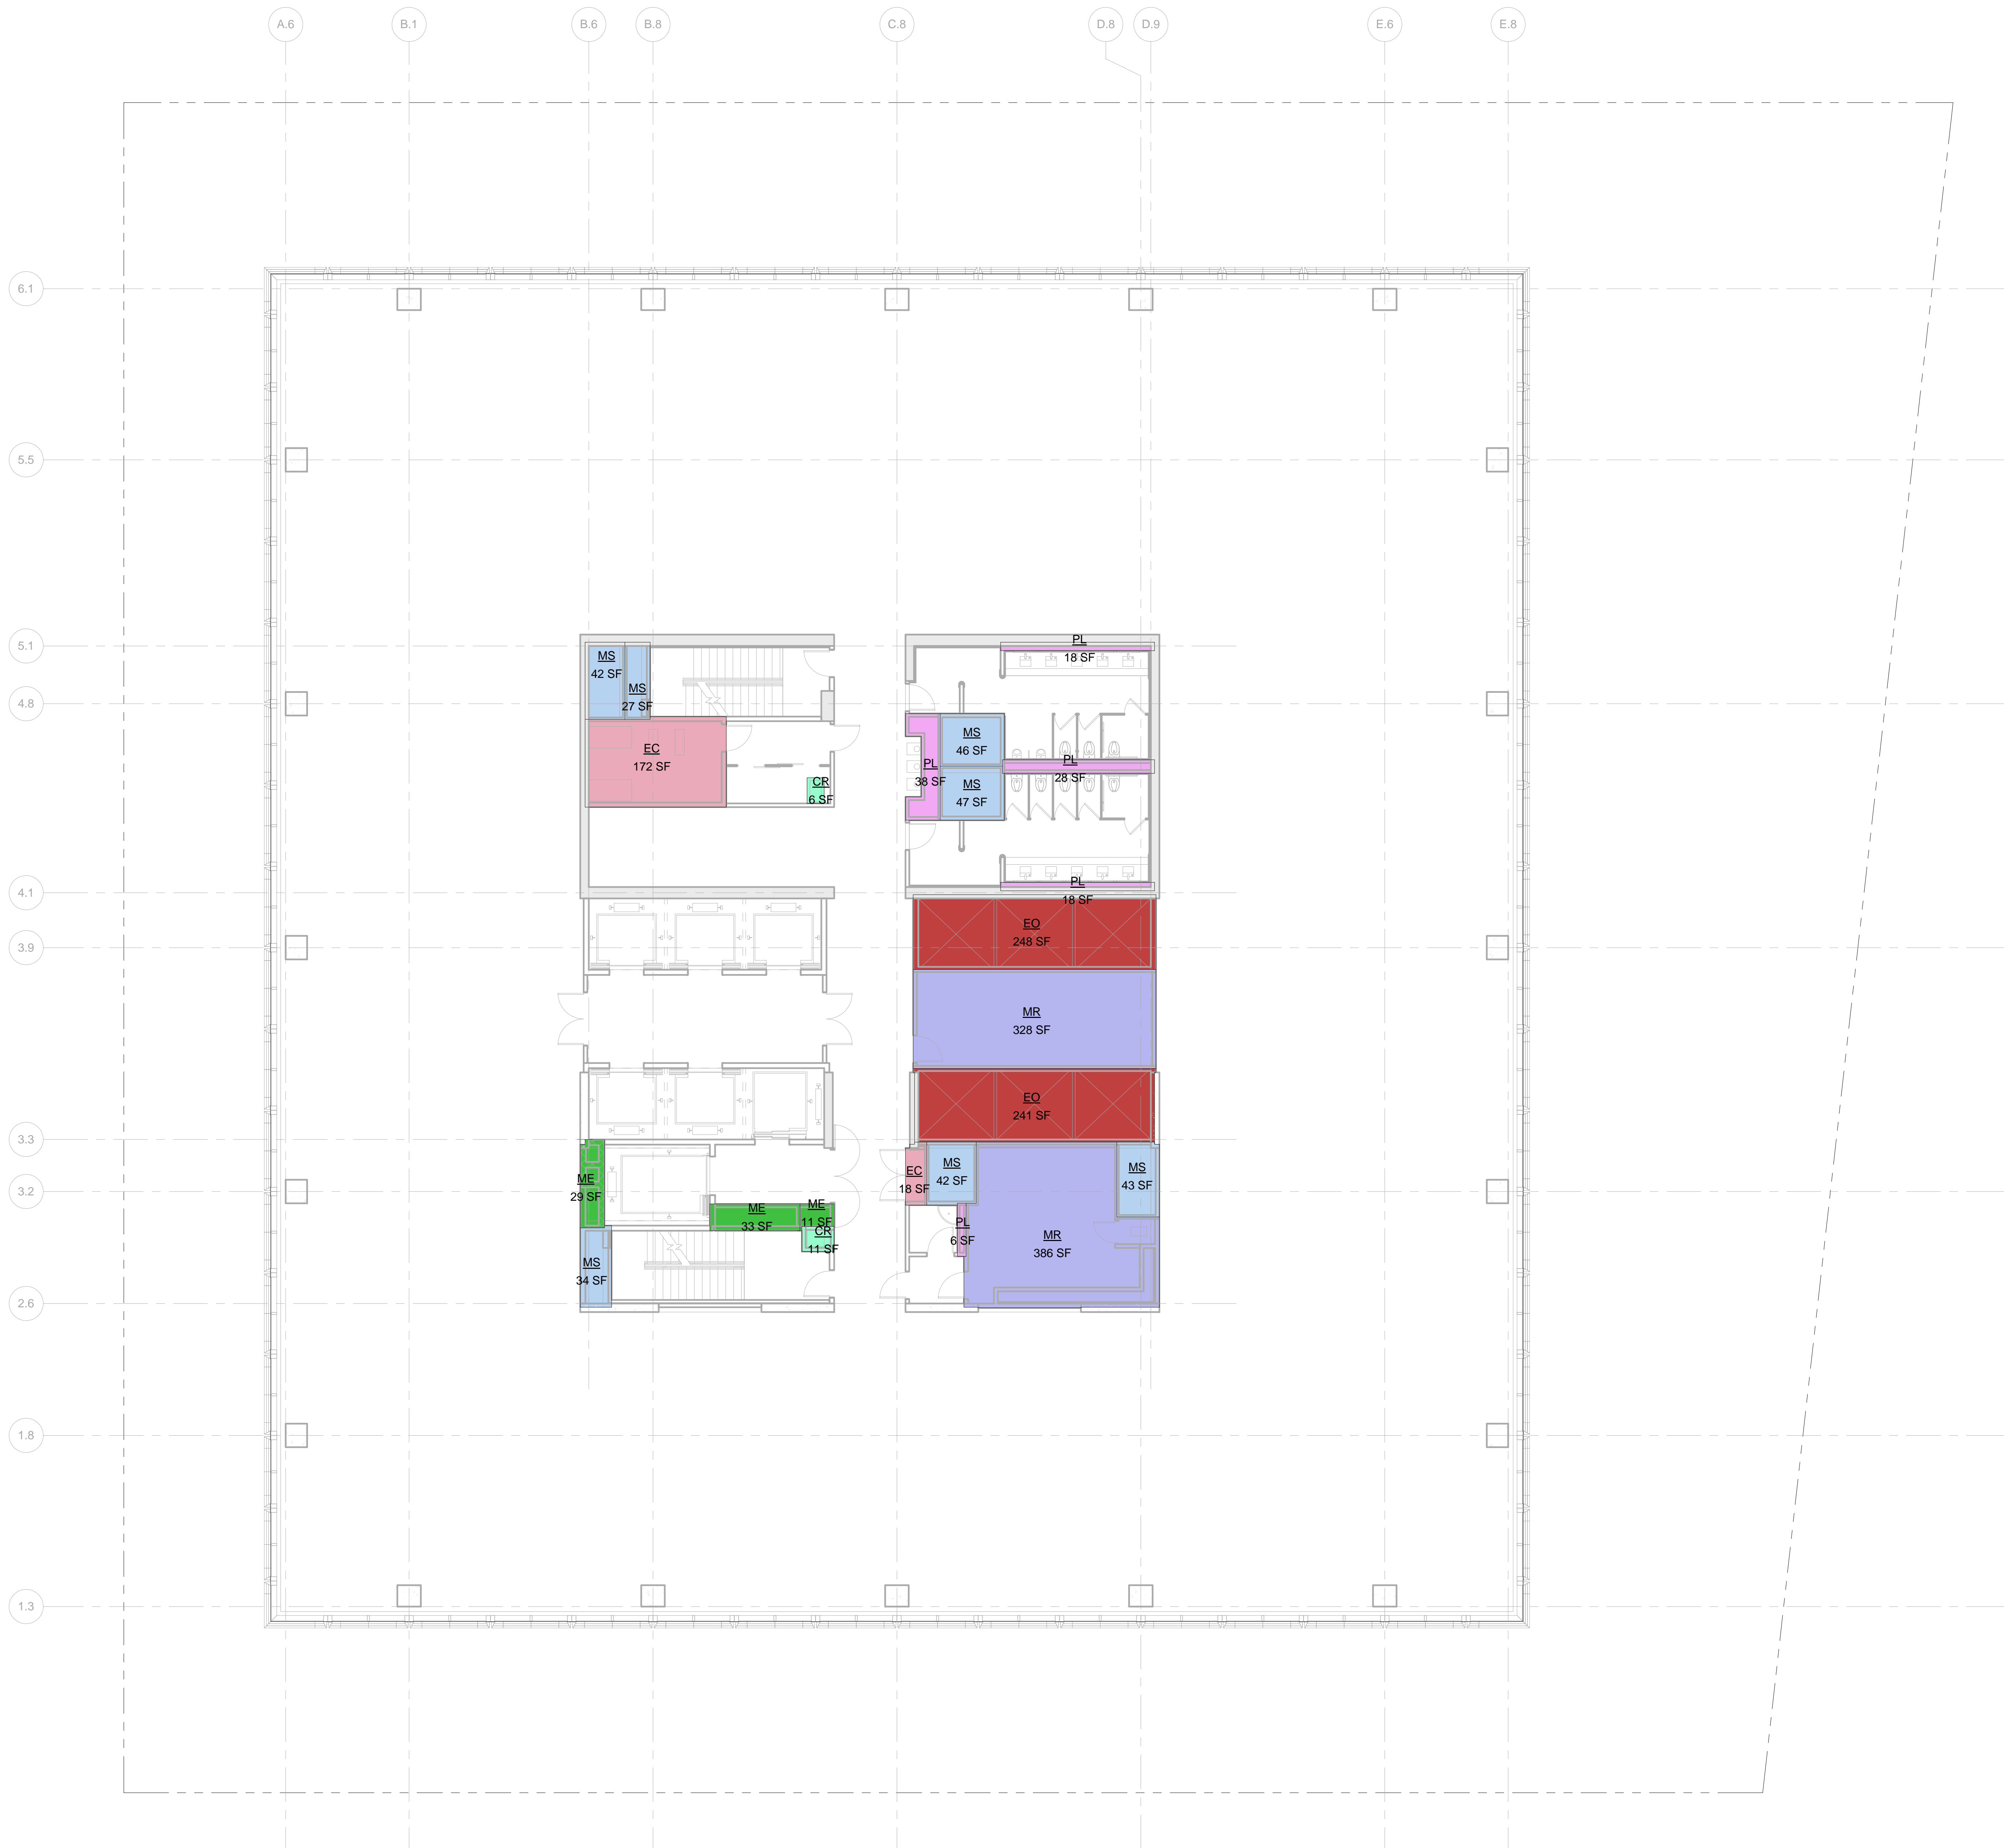 A.6
B.1
B.6
B.8
C.8
D.8
D.9
E.6
E.8
6.1
5.5
5.1
4.8
4.1
3.9
3.3
3.2
2.6
1.8
1.3
MS
42 SF
MS
27 SF
EC
172 SF
CR
6 SF
PL
18 SF
MS
46 SF
PL
38 SF
PL
28 SF
MS
47 SF
PL
18 SF
EO
248 SF
MR
328 SF
EO
241 SF
ME
29 SF
ME
33 SF
ME
11 SF
CR
11 SF
MS
34 SF
EC
18 SF
MS
42 SF
MS
43 SF
PL
6 SF
MR
386 SF